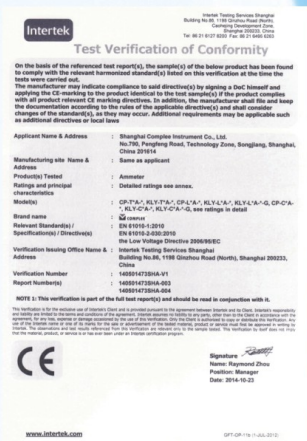 Intertek Testing Services Shanghai
Building No.86, 1198 Qinzhou Road (North),
Caohejing Development Zone,
Shanghai 200233, China
Tel: 86 21 6127 8200 Fax: 86 21 6495 6263
Intertek
Test Verification of Conformity
On the basis of the referenced test report(s), the sample(s) of the below product has been found
to comply with the relevant harmonized standard(s) listed on this verification at the time the
tests were carried out.
The manufacturer may indicate compliance to said directive(s) by signing a DoC himself and
applying the CE-marking to the product identical to the test sample(s) if the product complies
with all product relevant CE marking directives. In addition, the manufacturer shall file and keep
the documentation according to the rules of the applicable directive(s) and shall consider
changes of the standard(s), as they may occur. Additional requirements may be applicable such
as additional directives or local laws
Applicant Name & Address : Shanghai Complee Instrument Co., Ltd.
No.790, Pengfeng Road, Technology Zone, Songjiang, Shanghai,
China 201614
Manufacturing site Name & Address : Same as applicant
Product(s) Tested : Ammeter
Ratings and principal characteristics : Detailed ratings see annex.
Model(s) : CP-T*A-*, KLY-T*A-*, CP-L*A-*, KLY-L*A-*, KLY-L*A-*-G, CP-C*A-
*, KLY-C*A-*, KLY-C*A-*-G, see ratings in detail
Brand name : COMPLEE
Relevant Standard(s) / Specification(s) / Directive(s) : EN 61010-1:2010
EN 61010-2-030:2010
the Low Voltage Directive 2006/95/EC
Verification Issuing Office Name & Address : Intertek Testing Services Shanghai
Building No.86, 1198 Qinzhou Road (North), Shanghai 200233,
China
Verification Number : 140501473SHA-V1
Report Number(s) : 140501473SHA-003
140501473SHA-004
NOTE 1: This verification is part of the full test report(s) and should be read in conjunction with it.
CE
Signature
Name: Raymond Zhou
Position: Manager
Date: 2014-10-23
www.intertek.com